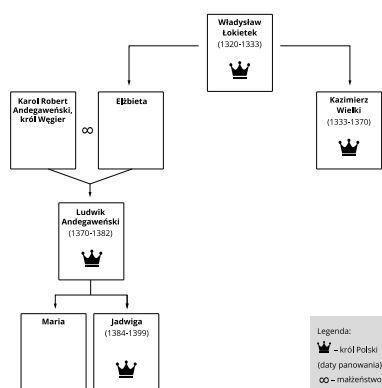 Władysław
Łokietek
(1320-1333)
Karol Robert
Andegaweński,
król Węgier
∞
Elżbieta
Kazimierz
Wielki
(1333-1370)
Ludwik
Andegaweński
(1370-1382)
Maria
Jadwiga
(1384-1399)
Legenda:
– król Polski
(daty panowania)
∞ – małżeństwo